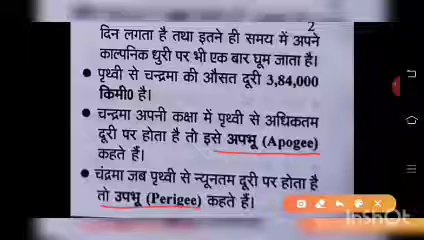 2
दिन लगता है तथा इतने ही समय में अपने
काल्पनिक धुरी पर भी एक बार घूम जाता है।
• पृथ्वी से चन्द्रमा की औसत दूरी 3,84,000
किमी0 है।
• चन्द्रमा अपनी कक्षा में पृथ्वी से अधिकतम
दूरी पर होता है तो इसे अपभू (Apogee)
कहते हैं।
• चंद्रमा जब पृथ्वी से न्यूनतम दूरी पर होता है
तो उपभू (Perigee) कहते हैं।
InShOt